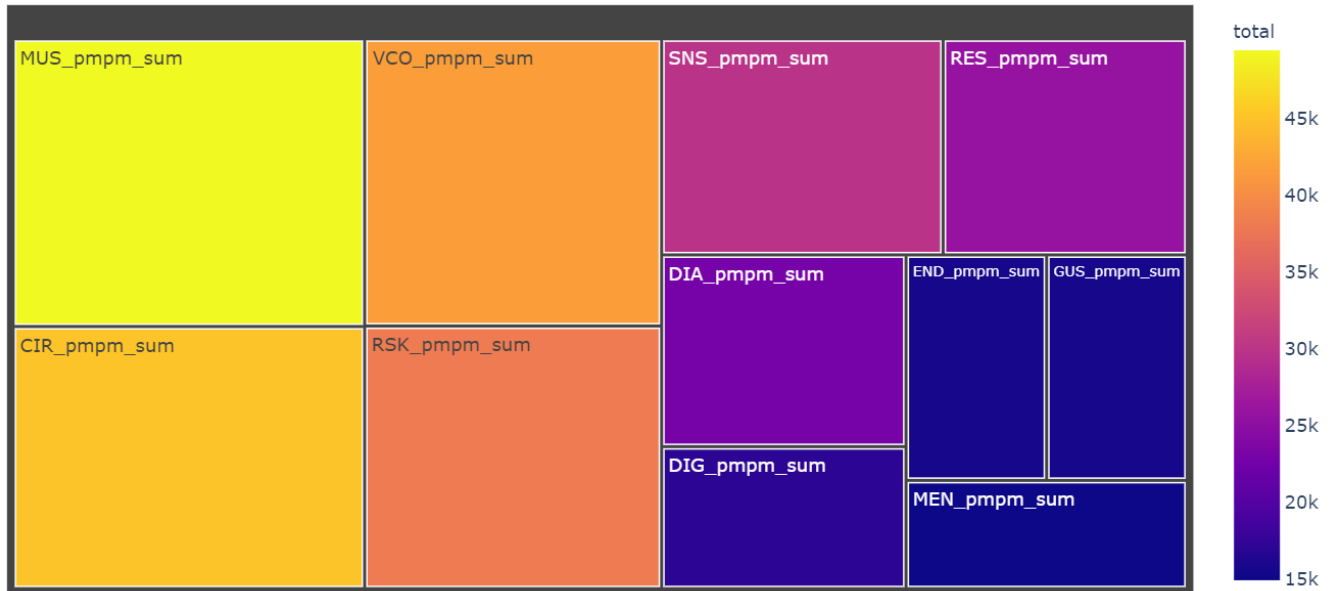 MUS_pmpm_sum
VCO_pmpm_sum
SNS_pmpm_sum
RES_pmpm_sum
CIR_pmpm_sum
RSK_pmpm_sum
DIA_pmpm_sum
END_pmpm_sum
GUS_pmpm_sum
DIG_pmpm_sum
MEN_pmpm_sum
total
45k
40k
35k
30k
25k
20k
15k